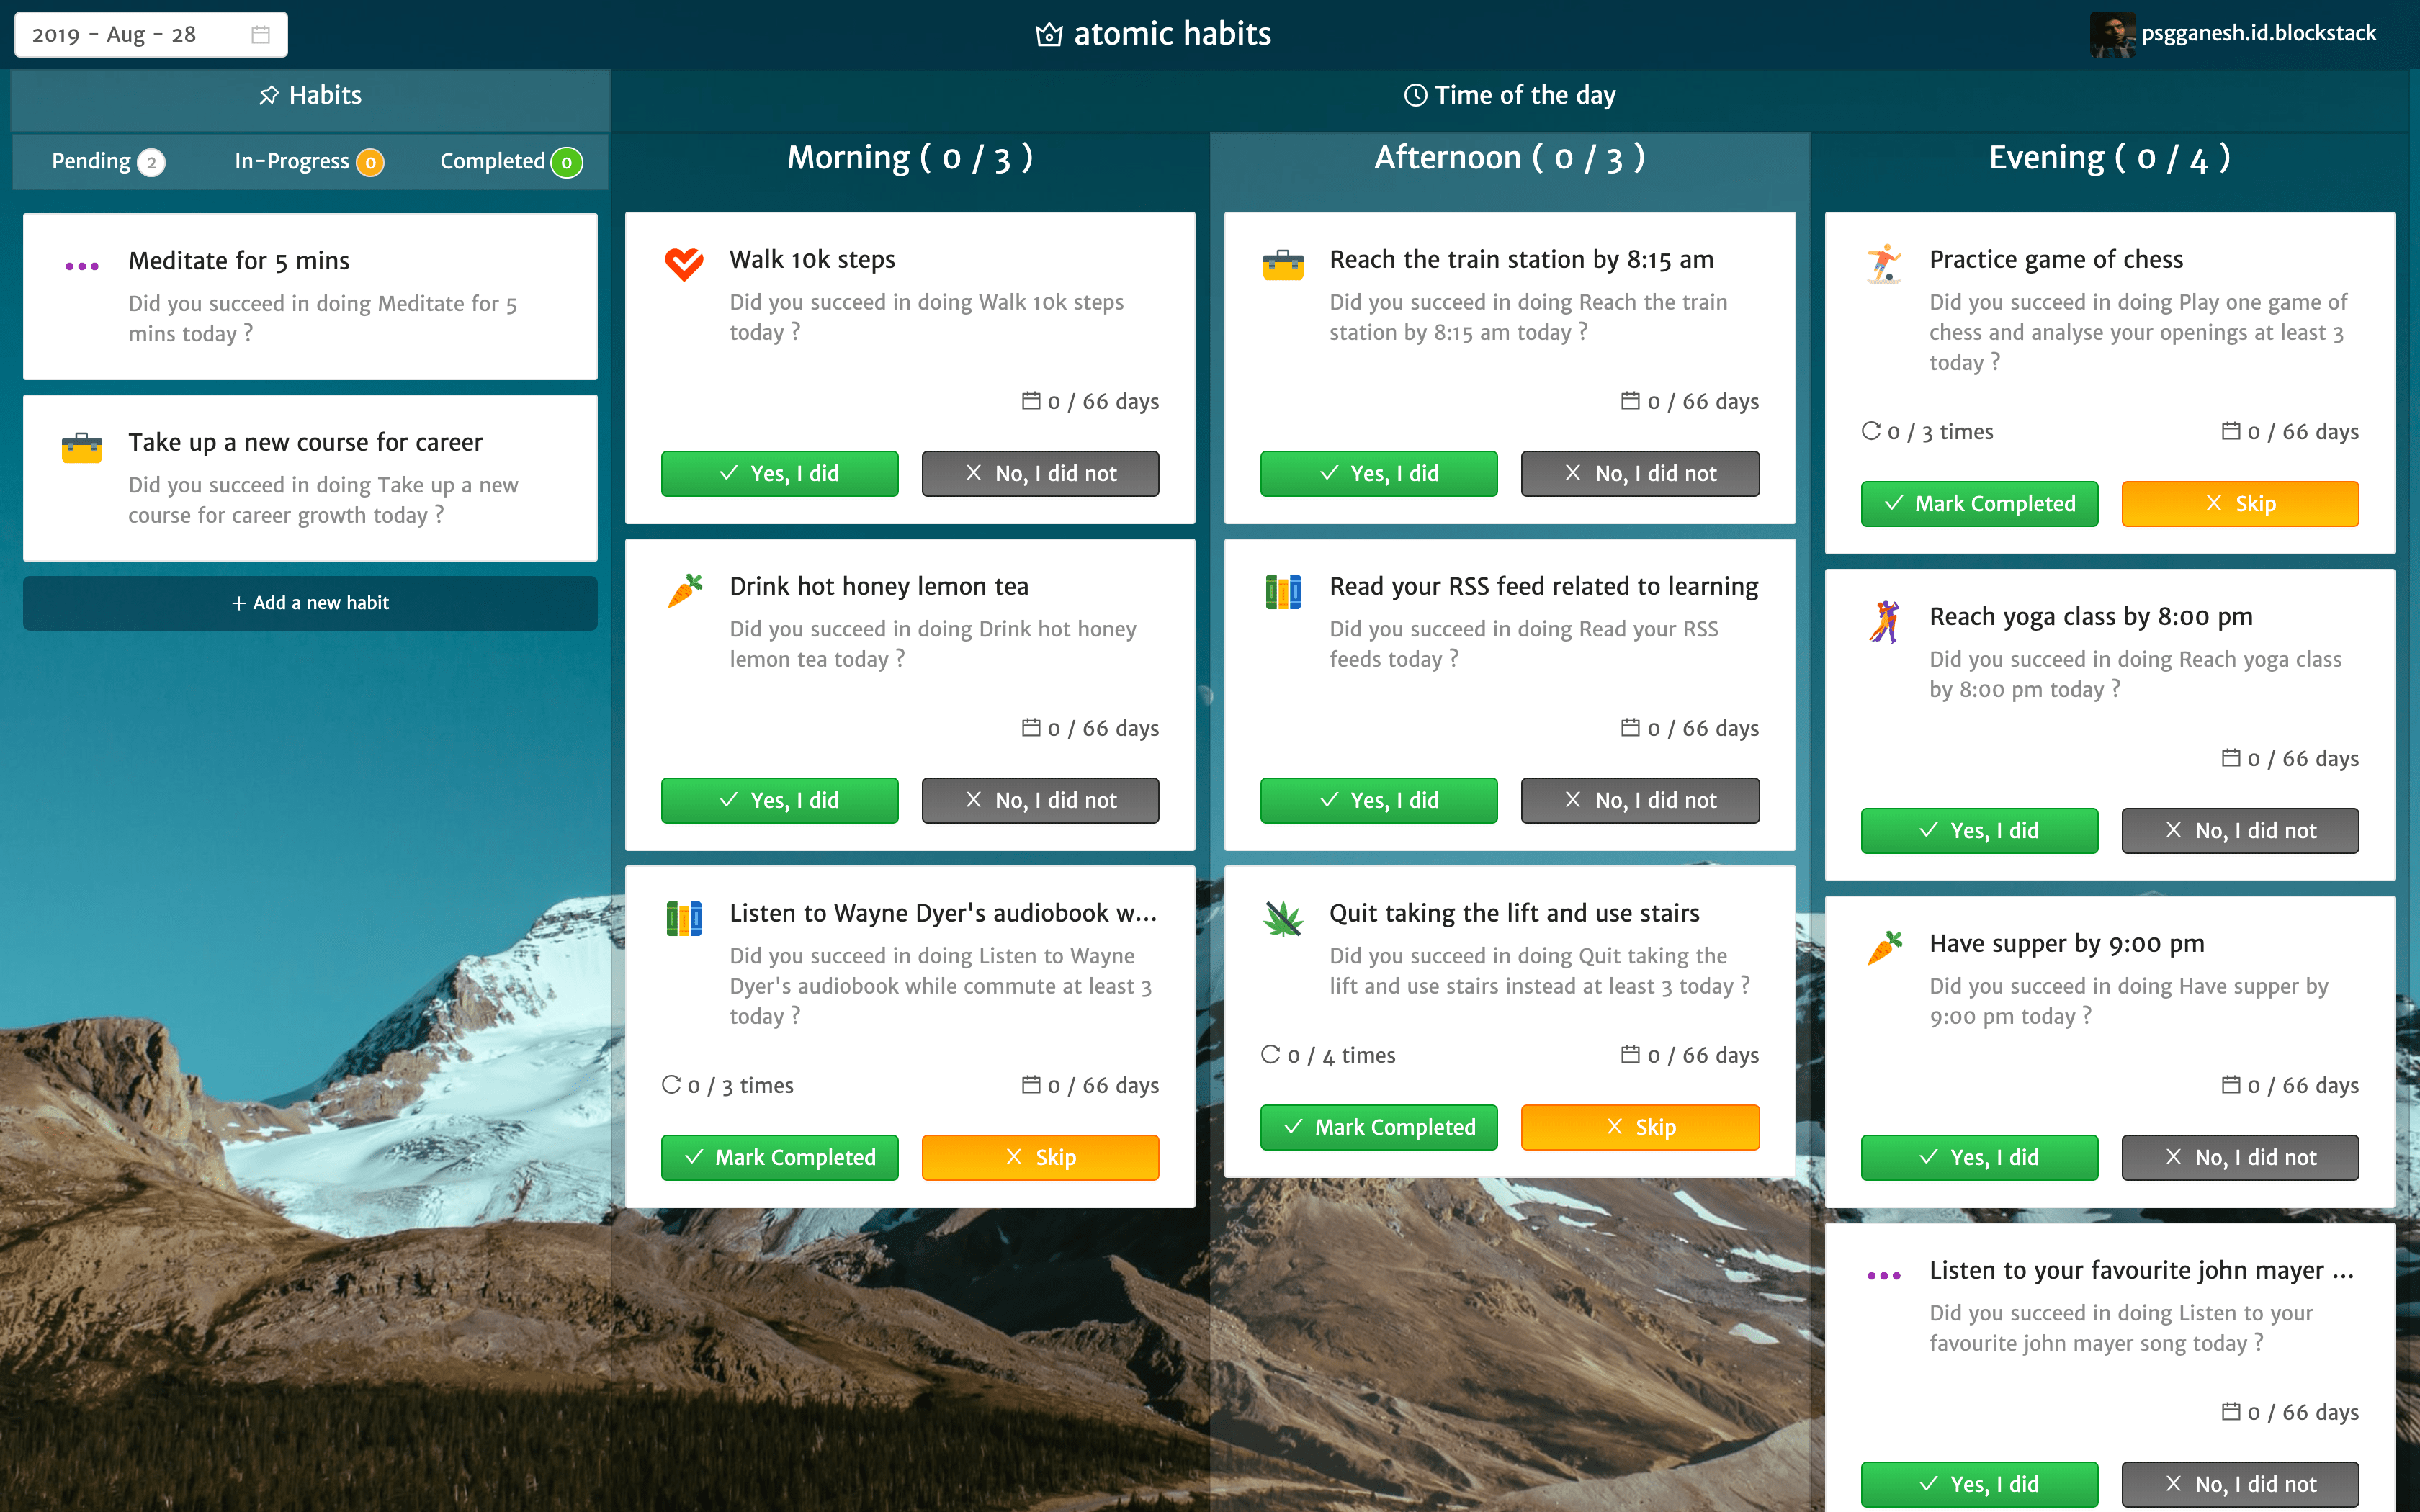 2019 - Aug - 28
atomic habits
psgganesh.id.blockstack
Habits
Time of the day
Pending 2
In-Progress 0
Completed 0
Morning ( 0 / 3 )
Afternoon ( 0 / 3 )
Evening ( 0 / 4 )
Meditate for 5 mins
Did you succeed in doing Meditate for 5
mins today ?
Take up a new course for career
Did you succeed in doing Take up a new
course for career growth today ?
+ Add a new habit
Walk 10k steps
Did you succeed in doing Walk 10k steps
today ?
0 / 66 days
Yes, I did
No, I did not
Drink hot honey lemon tea
Did you succeed in doing Drink hot honey
lemon tea today ?
0 / 66 days
Yes, I did
No, I did not
Listen to Wayne Dyer's audiobook w...
Did you succeed in doing Listen to Wayne
Dyer's audiobook while commute at least 3
today ?
0 / 3 times
0 / 66 days
Mark Completed
Skip
Reach the train station by 8:15 am
Did you succeed in doing Reach the train
station by 8:15 am today ?
0 / 66 days
Yes, I did
No, I did not
Read your RSS feed related to learning
Did you succeed in doing Read your RSS
feeds today ?
0 / 66 days
Yes, I did
No, I did not
Quit taking the lift and use stairs
Did you succeed in doing Quit taking the
lift and use stairs instead at least 3 today ?
0 / 4 times
0 / 66 days
Mark Completed
Skip
Practice game of chess
Did you succeed in doing Play one game of
chess and analyse your openings at least 3
today ?
0 / 3 times
0 / 66 days
Mark Completed
Skip
Reach yoga class by 8:00 pm
Did you succeed in doing Reach yoga class
by 8:00 pm today ?
0 / 66 days
Yes, I did
No, I did not
Have supper by 9:00 pm
Did you succeed in doing Have supper by
9:00 pm today ?
0 / 66 days
Yes, I did
No, I did not
Listen to your favourite john mayer ...
Did you succeed in doing Listen to your
favourite john mayer song today ?
0 / 66 days
Yes, I did
No, I did not